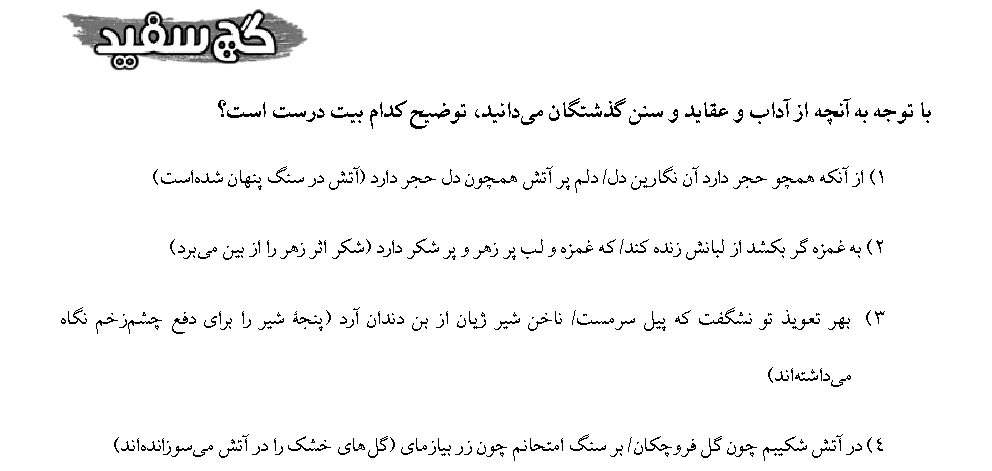 گچ سفید
با توجه به آنچه از آداب و عقاید و سنن گذشتگان می‌دانید، توضیح کدام بیت درست است؟
۱) از آنکه همچو حجر دارد آن نگارین دل/ دلم پر آتش همچون دل حجر دارد (آتش در سنگ پنهان شده‌است)
۲) به غمزه گر بکشد از لبانش زنده کند/ که غمزه و لب پر زهر و پر شکر دارد (شکر اثر زهر را از بین می‌برد)
۳) بهر تعویذ تو نشگفت که پیل سرمست/ ناخن شیر ژیان از بن دندان آرد (پنجهٔ شیر را برای دفع چشم‌زخم نگاه
می‌داشته‌اند)
٤) در آتش شکیبم چون گل فروچکان/ بر سنگ امتحانم چون زر بیازمای (گل‌های خشک را در آتش می‌سوزانده‌اند)